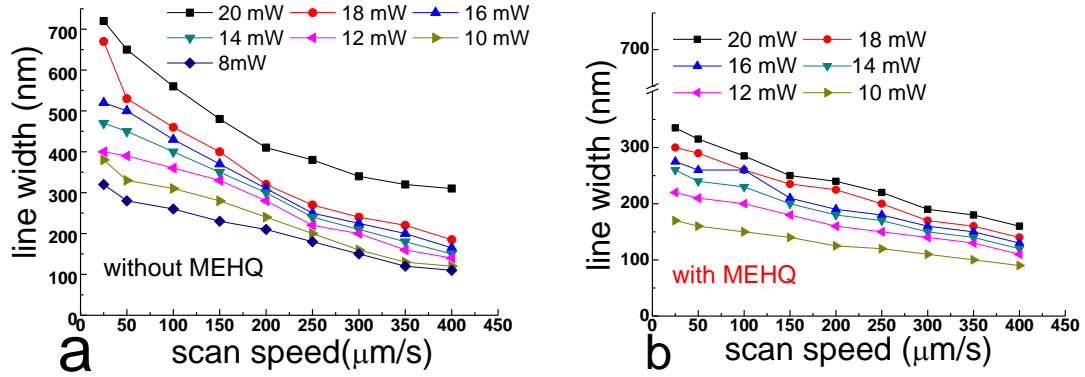 700
600
500
400
300
200
100
0
line width (nm)
20 mW 18 mW 16 mW
14 mW 12 mW 10 mW
8mW
without MEHQ
0 50 100 150 200 250 300 350 400 450
scan speed(μm/s)
a
700
300
200
100
0
line width (nm)
20 mW 18 mW
16 mW 14 mW
12 mW 10 mW
with MEHQ
0 50 100 150 200 250 300 350 400 450
scan speed (μm/s)
b